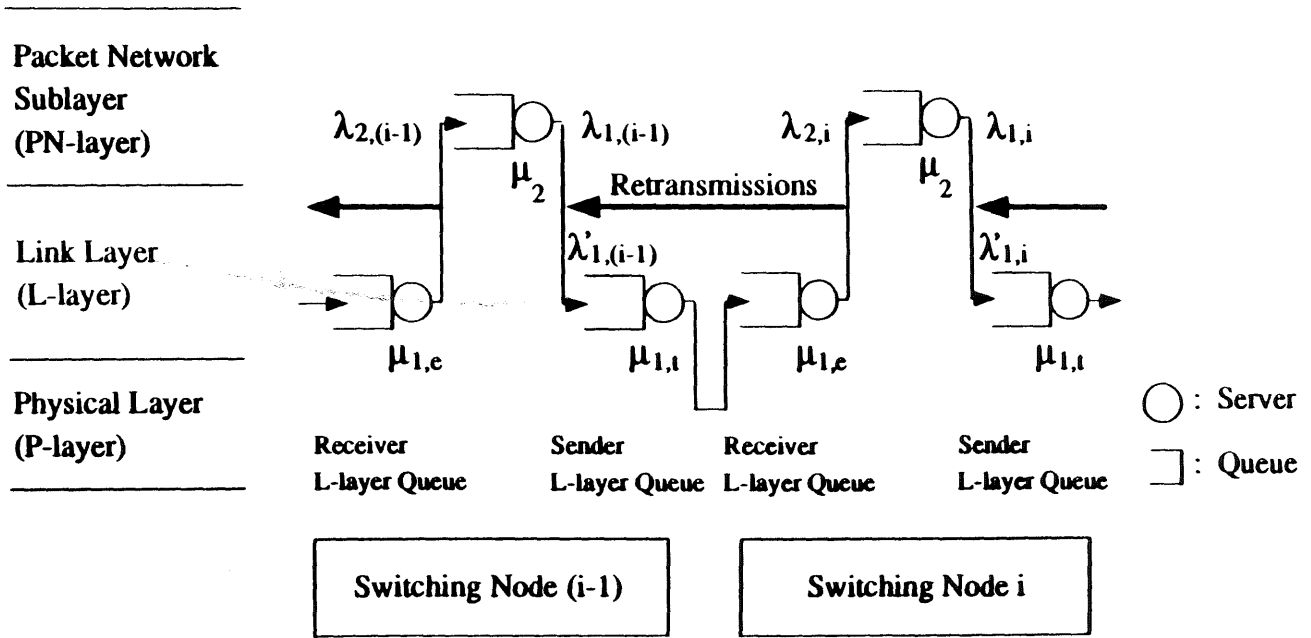 Packet Network
Sublayer
(PN-layer)
λ2,(i-1)
λ1,(i-1)
λ2,i
λ1,i
μ2
μ2
Retransmissions
Link Layer
(L-layer)
λ'1,(i-1)
λ'1,i
μ1,e
μ1,t
μ1,e
μ1,t
Physical Layer
(P-layer)
: Server
: Queue
Receiver
L-layer Queue
Sender
L-layer Queue
Receiver
L-layer Queue
Sender
L-layer Queue
Switching Node (i-1)
Switching Node i